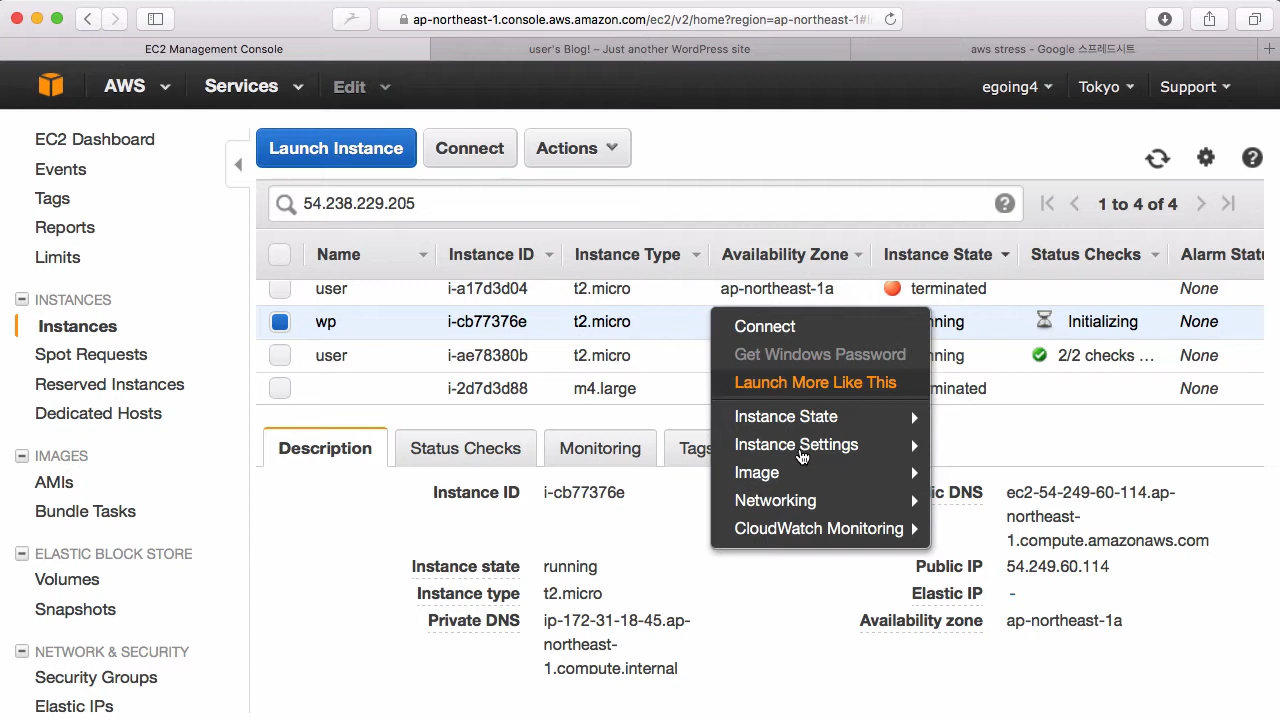 ap-northeast-1.console.aws.amazon.com/ec2/v2/home?region=ap-northeast-1#
EC2 Management Console
user's Blog! – Just another WordPress site
aws stress - Google 스프레드시트
AWS Services Edit egoing4 Tokyo Support
EC2 Dashboard
Events
Tags
Reports
Limits
INSTANCES
Instances
Spot Requests
Reserved Instances
Dedicated Hosts
IMAGES
AMIs
Bundle Tasks
ELASTIC BLOCK STORE
Volumes
Snapshots
NETWORK & SECURITY
Security Groups
Elastic IPs
Launch Instance Connect Actions
54.238.229.205 1 to 4 of 4
Name Instance ID Instance Type Availability Zone Instance State Status Checks Alarm Statu
user i-a17d3d04 t2.micro ap-northeast-1a terminated None
wp i-cb77376e t2.micro nning Initializing None
user i-ae78380b t2.micro nning 2/2 checks ... None
i-2d7d3d88 m4.large minated None
Connect
Get Windows Password
Launch More Like This
Instance State
Instance Settings
Image
Networking
CloudWatch Monitoring
Description Status Checks Monitoring Tags
Instance ID i-cb77376e
Instance state running
Instance type t2.micro
Private DNS ip-172-31-18-45.ap-
northeast-
1.compute.internal
ic DNS ec2-54-249-60-114.ap-
northeast-
1.compute.amazonaws.com
Public IP 54.249.60.114
Elastic IP -
Availability zone ap-northeast-1a